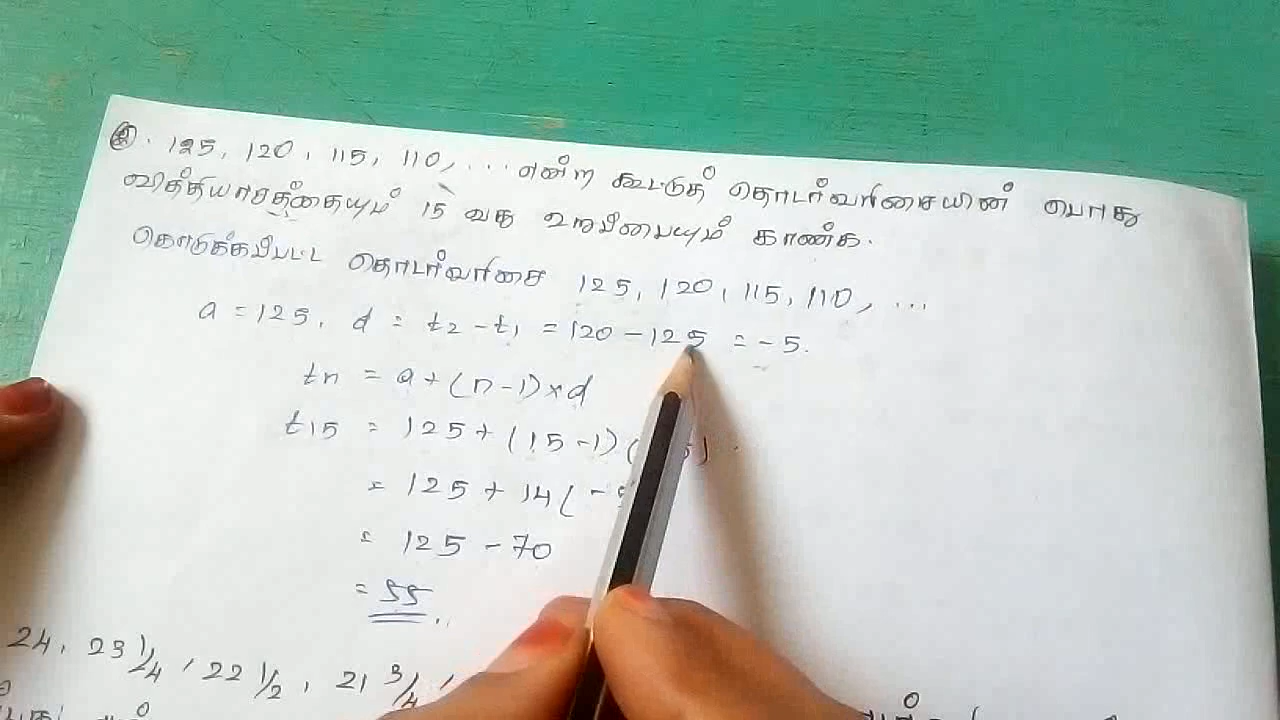 125, 120, 115, 110, ... என்ற கூட்டுத் தொடர்வரிசையின் பொது
வித்தியாசத்தையும் 15 வது உறுப்பையும் காண்க.
கொடுக்கப்பட்ட தொடர்வரிசை 125, 120, 115, 110, ...
a = 125, d = t2 - t1 = 120 - 125 = -5.
tn = a + (n-1) × d
t15 = 125 + (15-1) (
= 125 + 14 (-5
= 125 - 70
= 55
24, 23 1/4, 22 1/2, 21 3/4,